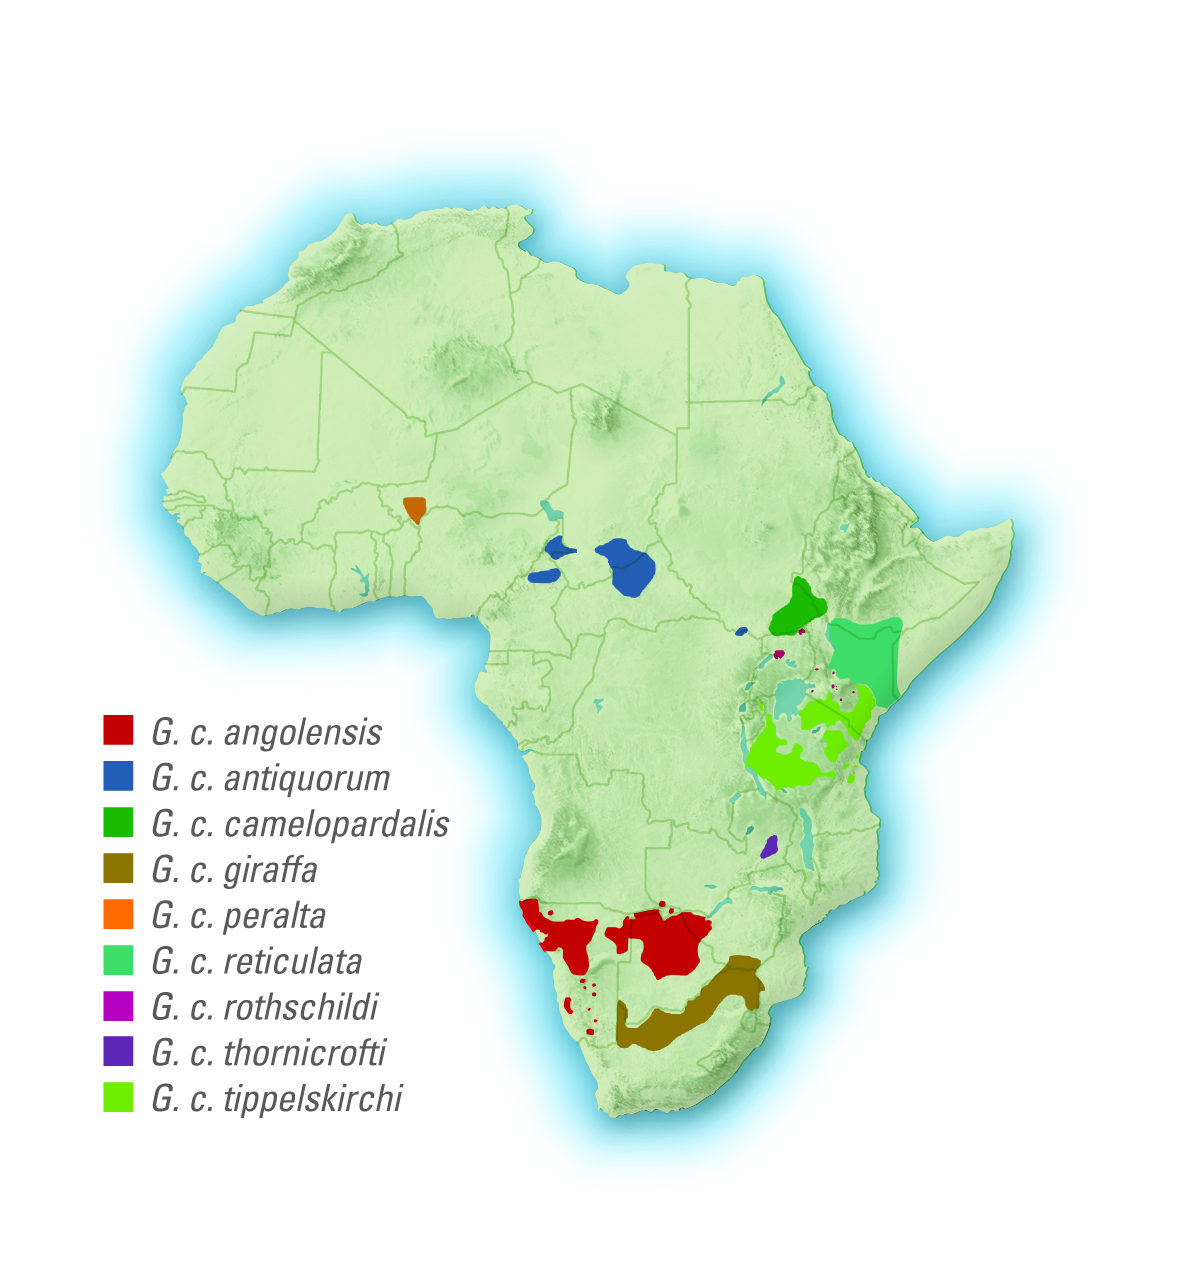 G. c. angolensis
G. c. antiquorum
G. c. camelopardalis
G. c. giraffa
G. c. peralta
G. c. reticulata
G. c. rothschildi
G. c. thornicrofti
G. c. tippelskirchi